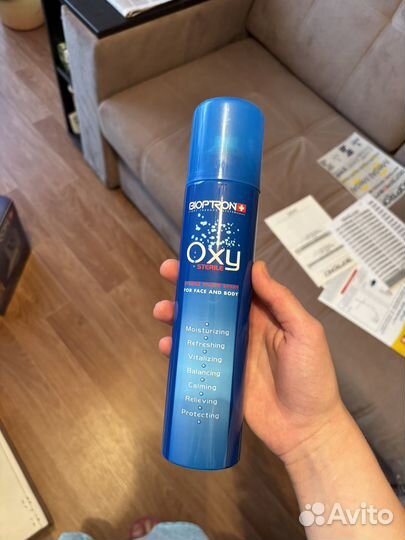 BIOPTRON
Oxy
STERILE
FOR FACE AND BODY
Moisturizing
Refreshing
Vitalizing
Balancing
Calming
Relieving
Protecting
Avito